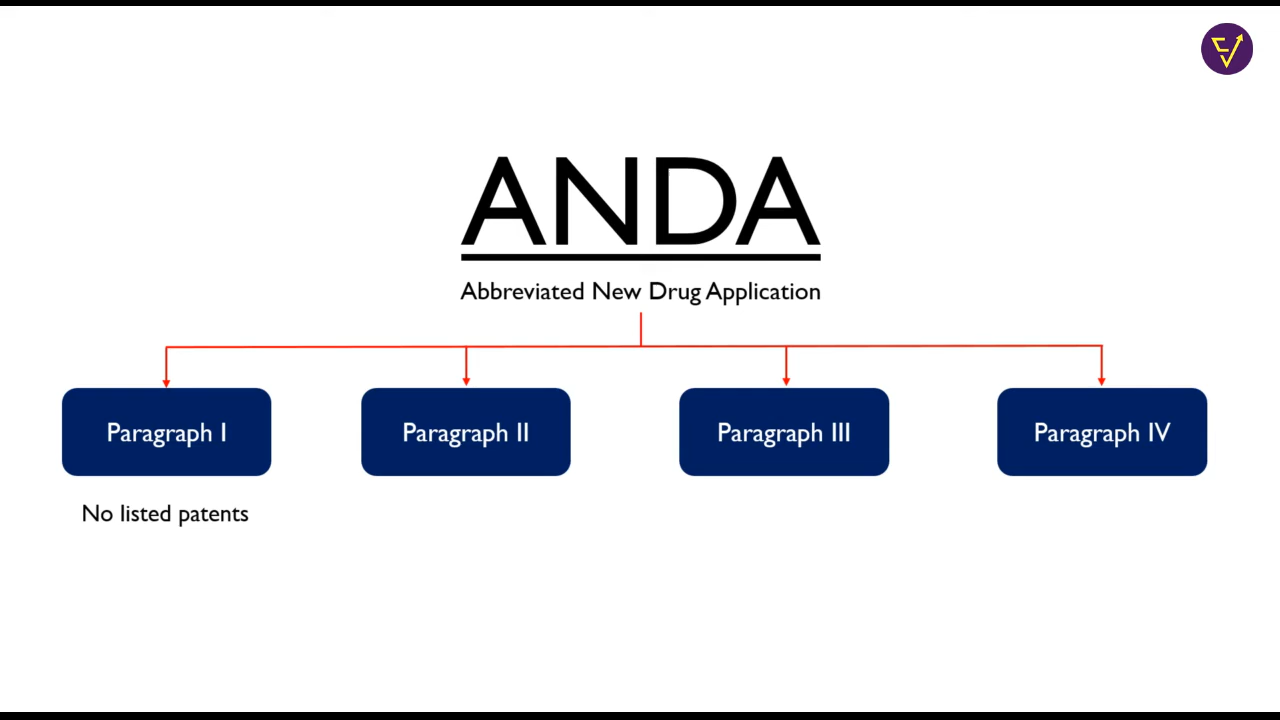 ANDA
Abbreviated New Drug Application
Paragraph I
Paragraph II
Paragraph III
Paragraph IV
No listed patents